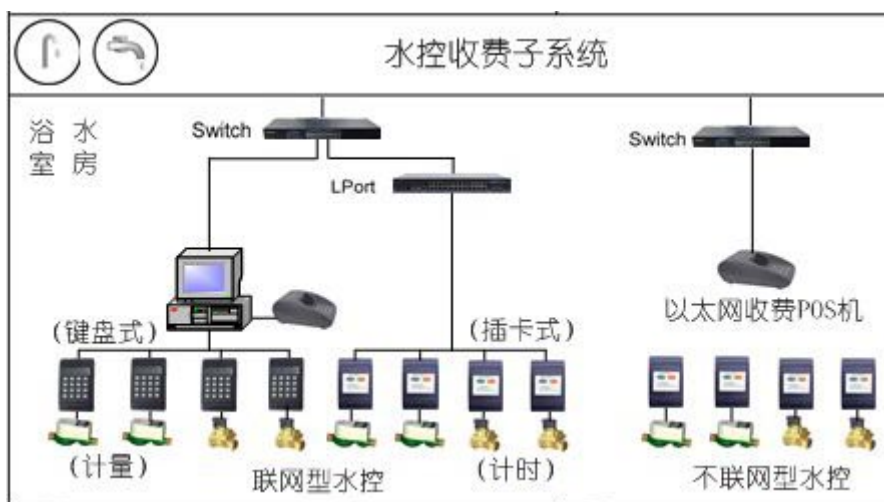 水控收费子系统
浴室
水房
Switch
Switch
LPort
以太网收费POS机
(键盘式)
(插卡式)
(计量)
联网型水控
(计时)
不联网型水控